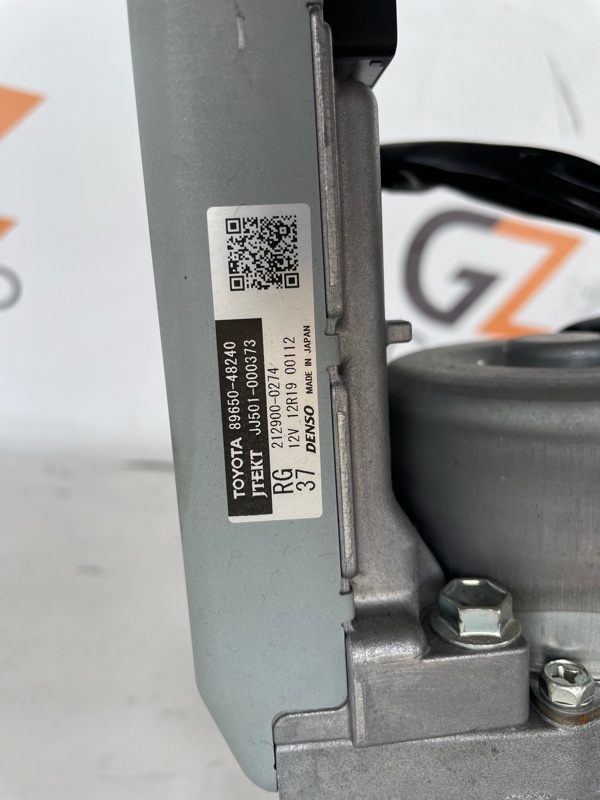 TOYOTA 89650-48240
JTEKT JJ501-000373
RG 212900-0274
37 12V 12R19 00112
DENSO MADE IN JAPAN
GZ